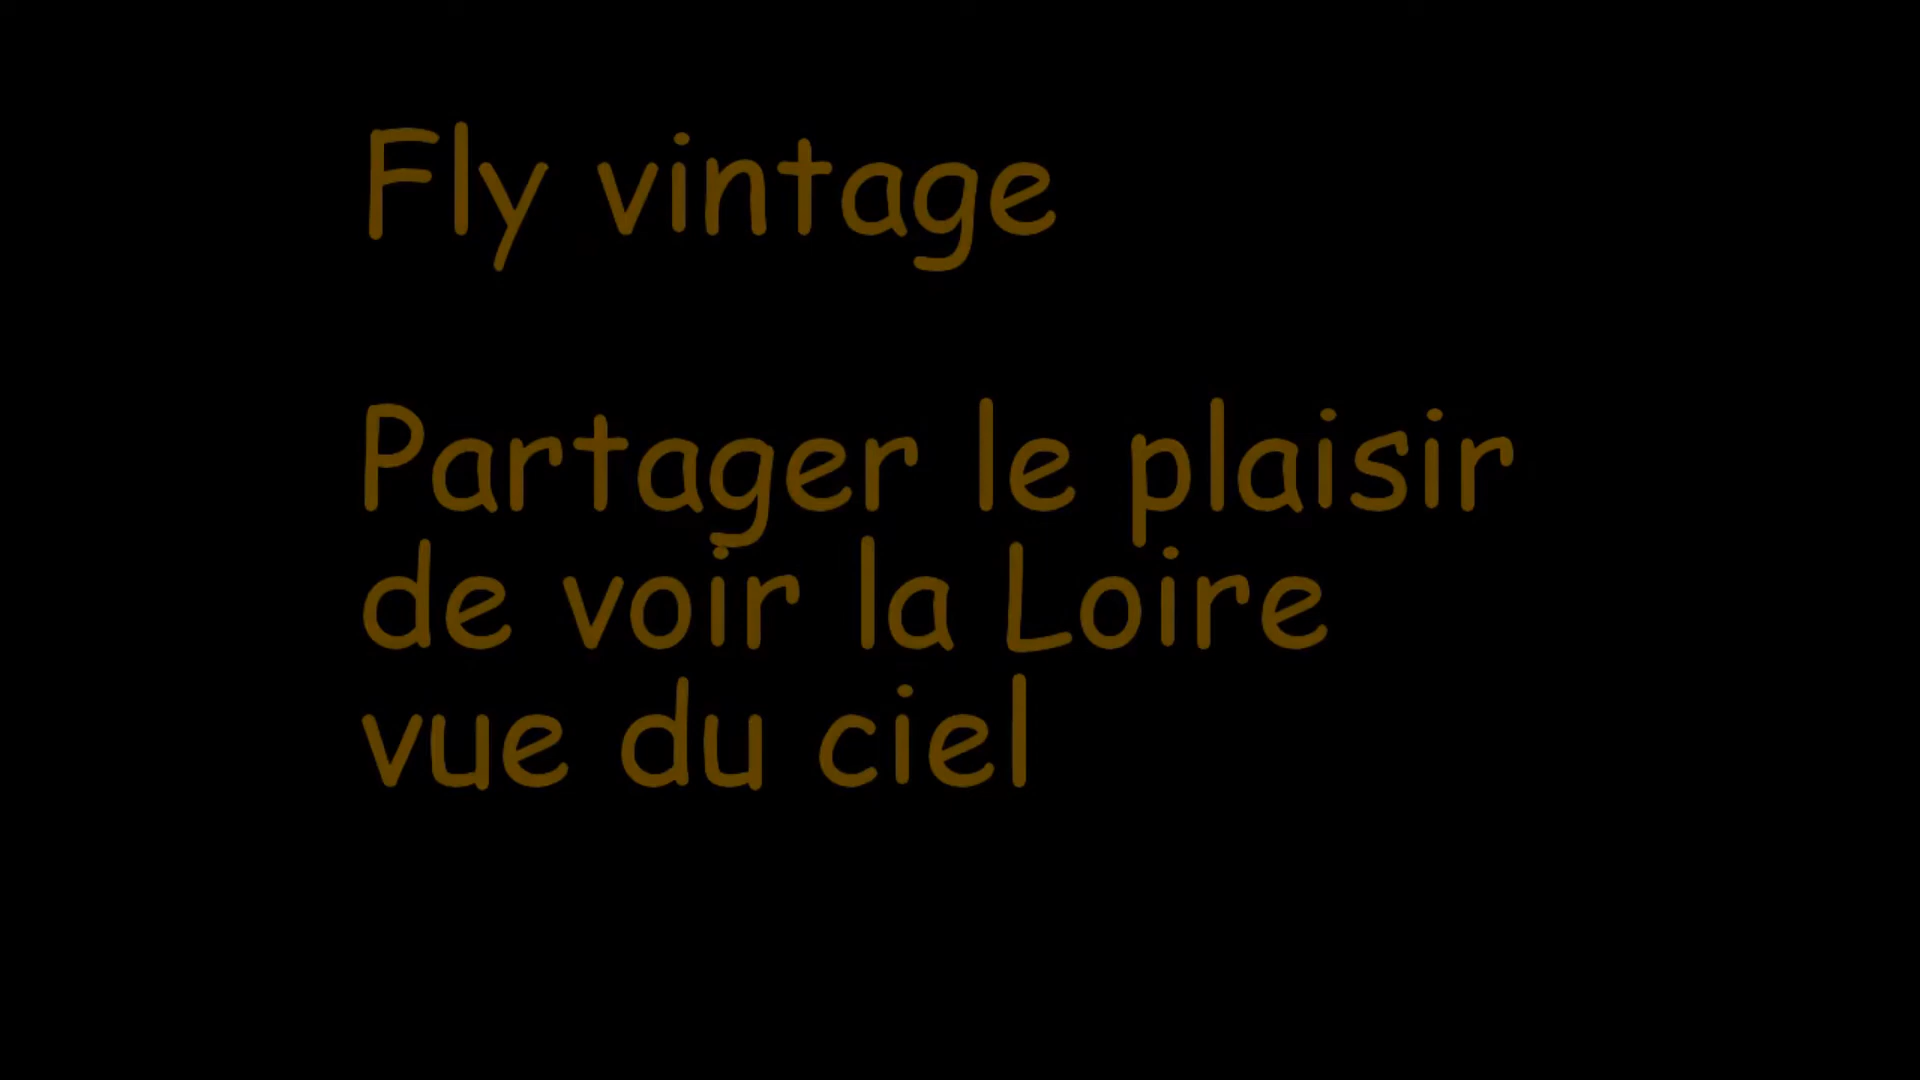 Fly vintage
Partager le plaisir
de voir la Loire
vue du ciel